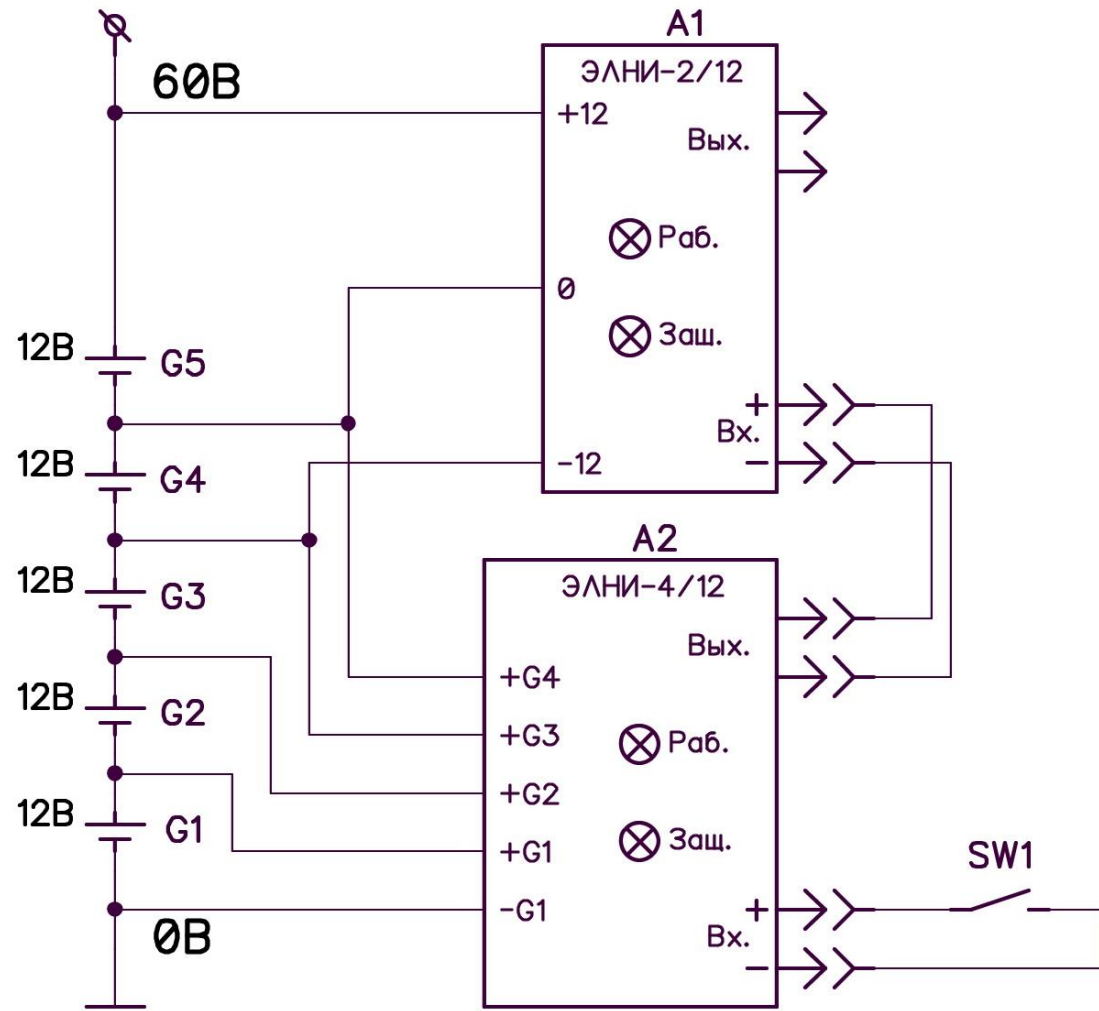 60В
12В
G5
12В
G4
12В
G3
12В
G2
12В
G1
0В
A1
ЭЛНИ-2/12
+12
Вых.
Раб.
0
Защ.
+
Вх.
-12
−
A2
ЭЛНИ-4/12
Вых.
+G4
+G3
Раб.
+G2
+G1
Защ.
-G1
+
Вх.
−
SW1